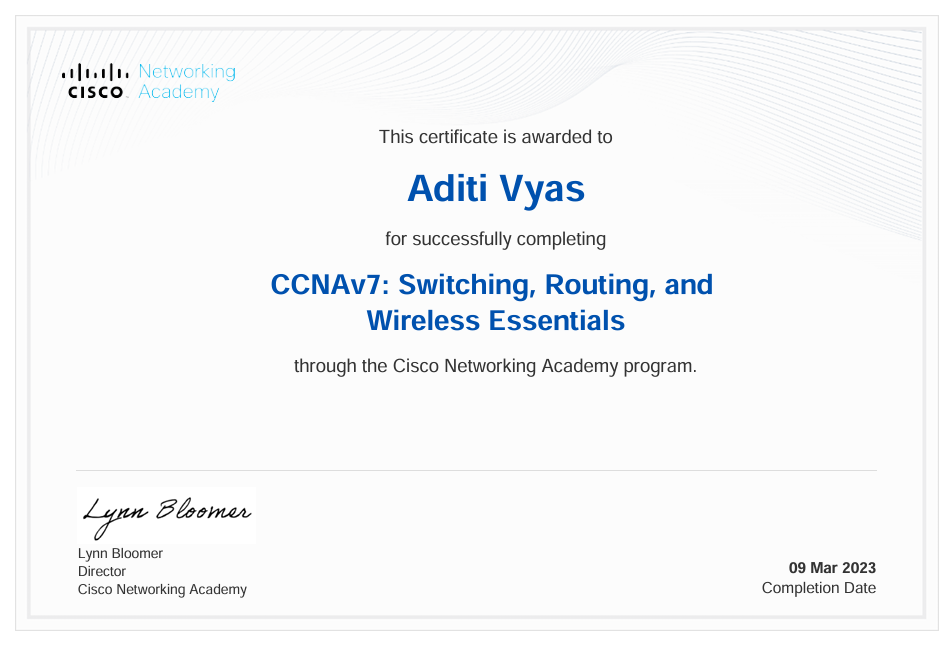 Networking
CISCO Academy
This certificate is awarded to
Aditi Vyas
for successfully completing
CCNAv7: Switching, Routing, and
Wireless Essentials
through the Cisco Networking Academy program.
Lynn Bloomer
Lynn Bloomer
Director
Cisco Networking Academy
09 Mar 2023
Completion Date